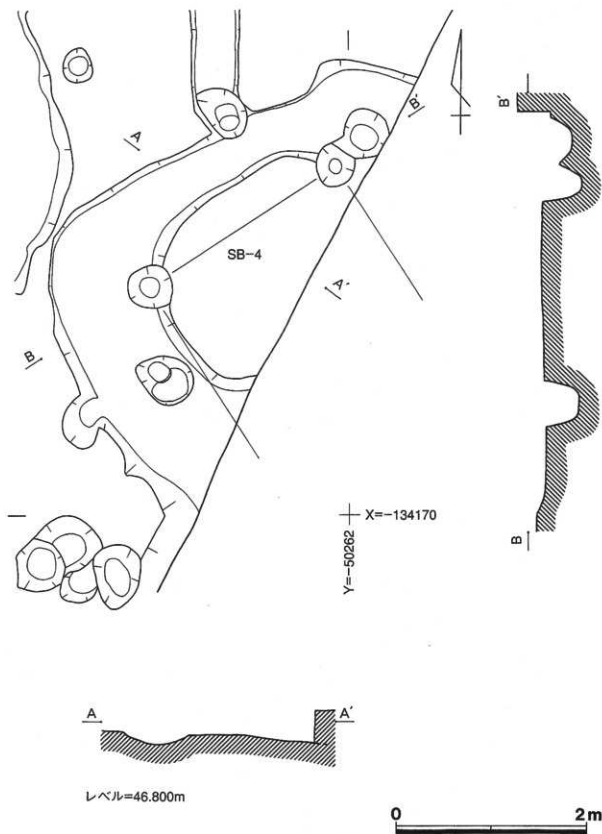 A
B'
B'
SB-4
A'
B
X=-134170
Y=-50262
B
A
A'
レベル=46.800m
0
2m